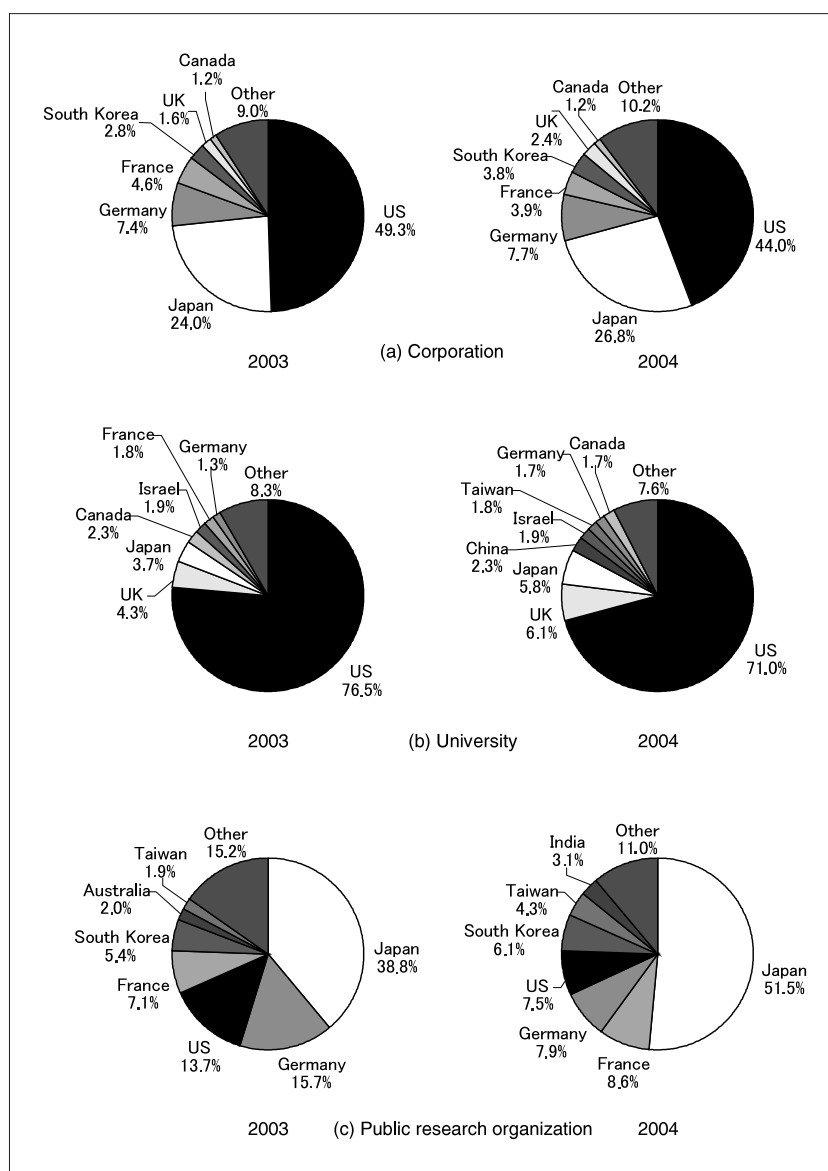 Canada
1.2%
UK
1.6%
Other
9.0%
South Korea
2.8%
France
4.6%
Germany
7.4%
US
49.3%
Japan
24.0%
2003
Canada
1.2%
Other
10.2%
UK
2.4%
South Korea
3.8%
France
3.9%
Germany
7.7%
US
44.0%
Japan
26.8%
2004
(a) Corporation
France
1.8%
Germany
1.3%
Other
8.3%
Israel
1.9%
Canada
2.3%
Japan
3.7%
UK
4.3%
US
76.5%
2003
Germany
1.7%
Canada
1.7%
Other
7.6%
Taiwan
1.8%
Israel
1.9%
China
2.3%
Japan
5.8%
UK
6.1%
US
71.0%
2004
(b) University
Other
15.2%
Taiwan
1.9%
Australia
2.0%
South Korea
5.4%
France
7.1%
US
13.7%
Germany
15.7%
Japan
38.8%
2003
India
3.1%
Other
11.0%
Taiwan
4.3%
South Korea
6.1%
US
7.5%
Germany
7.9%
France
8.6%
Japan
51.5%
2004
(c) Public research organization